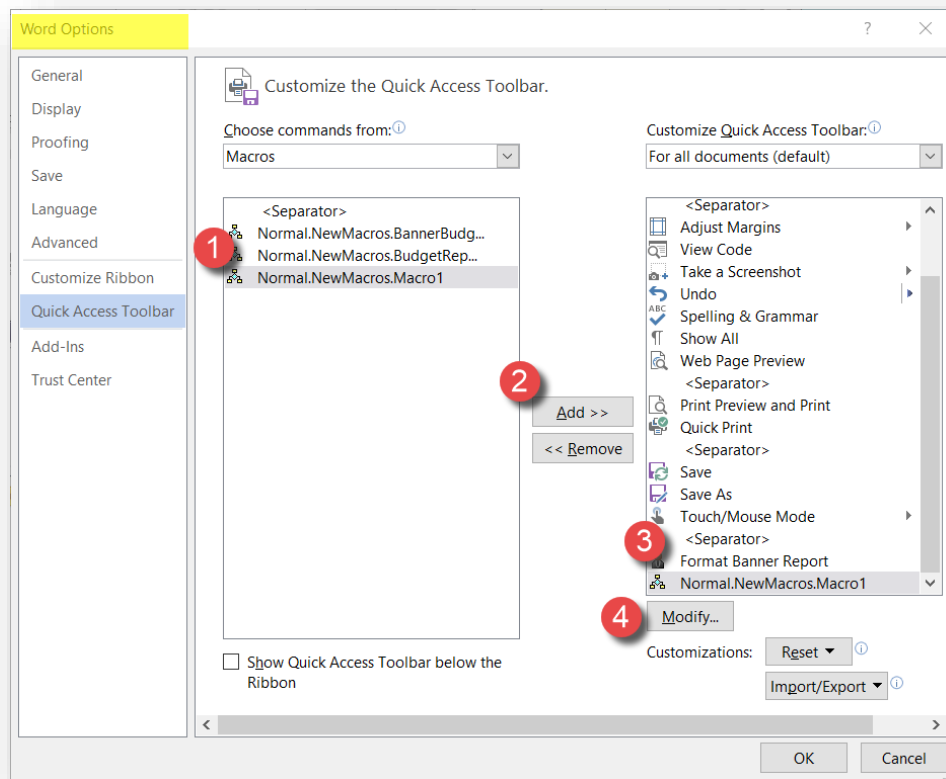 Word Options
?
General
Display
Proofing
Save
Language
Advanced
Customize Ribbon
Quick Access Toolbar
Add-Ins
Trust Center
Customize the Quick Access Toolbar.
Choose commands from:
Macros
<Separator>
Normal.NewMacros.BannerBudg...
1
Normal.NewMacros.BudgetRep...
Normal.NewMacros.Macro1
2
Add >>
<< Remove
Show Quick Access Toolbar below the
Ribbon
Customize Quick Access Toolbar:
For all documents (default)
<Separator>
Adjust Margins
View Code
Take a Screenshot
Undo
ABC
Spelling & Grammar
Show All
Web Page Preview
<Separator>
Print Preview and Print
Quick Print
<Separator>
Save
Save As
Touch/Mouse Mode
<Separator>
3
Format Banner Report
Normal.NewMacros.Macro1
4
Modify...
Customizations:
Reset
Import/Export
OK
Cancel